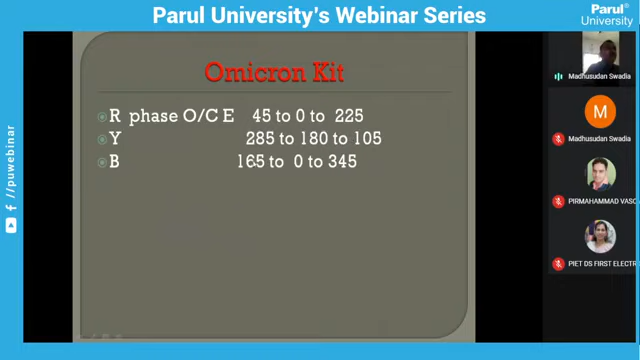 Parul University's Webinar Series
Parul®
University
Omicron Kit
R phase O/C E 45 to 0 to 225
Y 285 to 180 to 105
B 165 to 0 to 345
/puwebinar
Madhusudan Swadia
M
Madhusudan Swadia
PIRMAHAMMAD VASO
PIET DS FIRST ELECTR